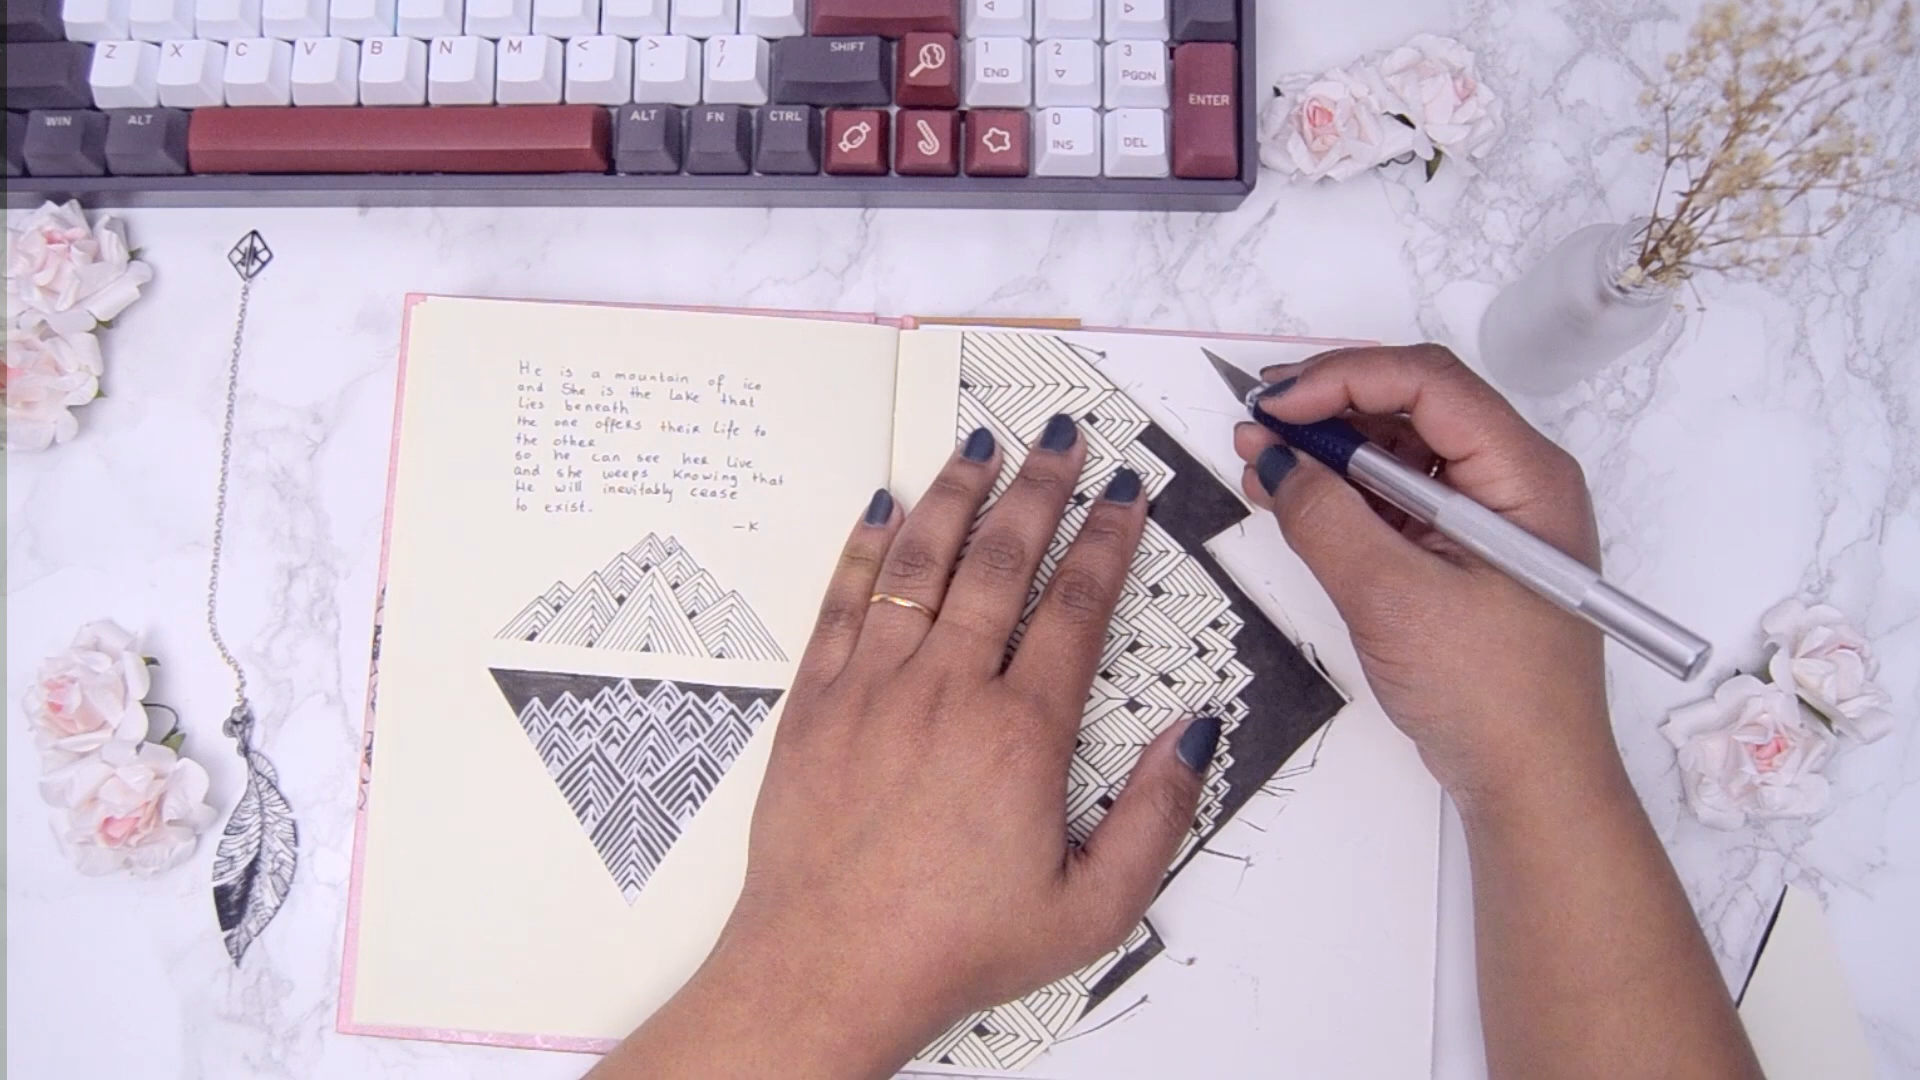 Z X C V B N M < , > . ? / SHIFT 1 END 2 3 PGDN ENTER
WIN ALT ALT FN CTRL 0 INS . DEL
He is a mountain of ice
and She is the Lake that
Lies beneath
the one offers their Life to
the other
so he can see her Live
and she weeps knowing that
He will inevitably cease
to exist.
—K